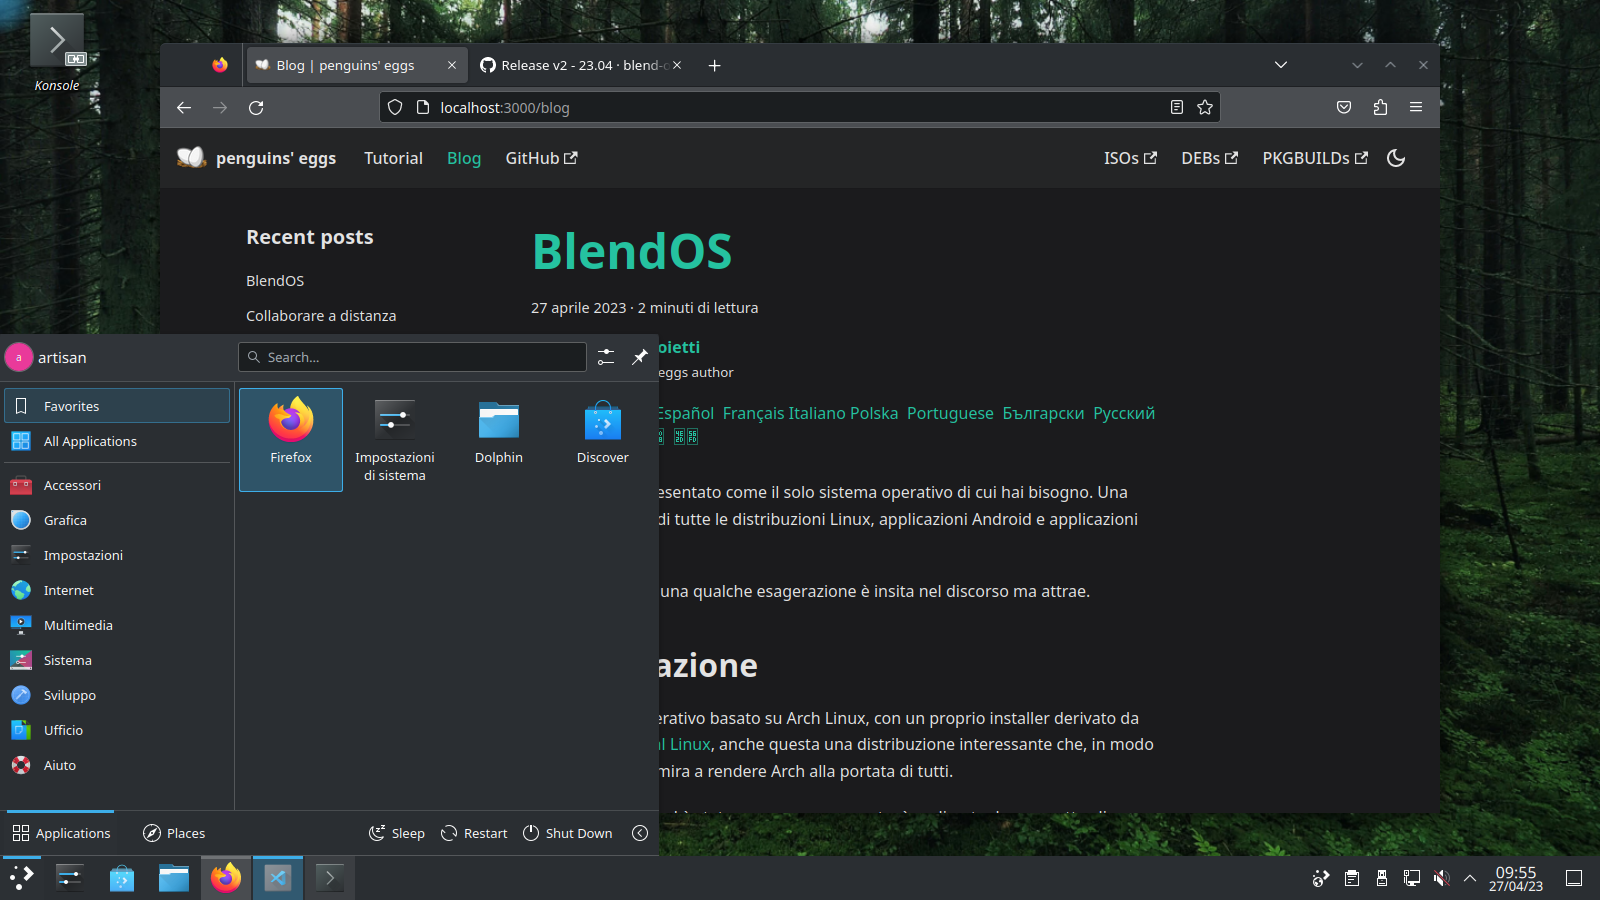 Konsole
Blog | penguins' eggs
Release v2 - 23.04 · blend-o
localhost:3000/blog
penguins' eggs
Tutorial
Blog
GitHub
ISOs
DEBs
PKGBUILDs
Recent posts
BlendOS
Collaborare a distanza
BlendOS
27 aprile 2023 · 2 minuti di lettura
oietti
eggs author
Español Français Italiano Polska Portuguese Български Русский
esentato come il solo sistema operativo di cui hai bisogno. Una
di tutte le distribuzioni Linux, applicazioni Android e applicazioni
una qualche esagerazione è insita nel discorso ma attrae.
azione
erativo basato su Arch Linux, con un proprio installer derivato da
al Linux, anche questa una distribuzione interessante che, in modo
mira a rendere Arch alla portata di tutti.
a
artisan
Search...
Favorites
All Applications
Accessori
Grafica
Impostazioni
Internet
Multimedia
Sistema
Sviluppo
Ufficio
Aiuto
Firefox
Impostazioni
di sistema
Dolphin
Discover
Applications
Places
Sleep
Restart
Shut Down
09:55
27/04/23